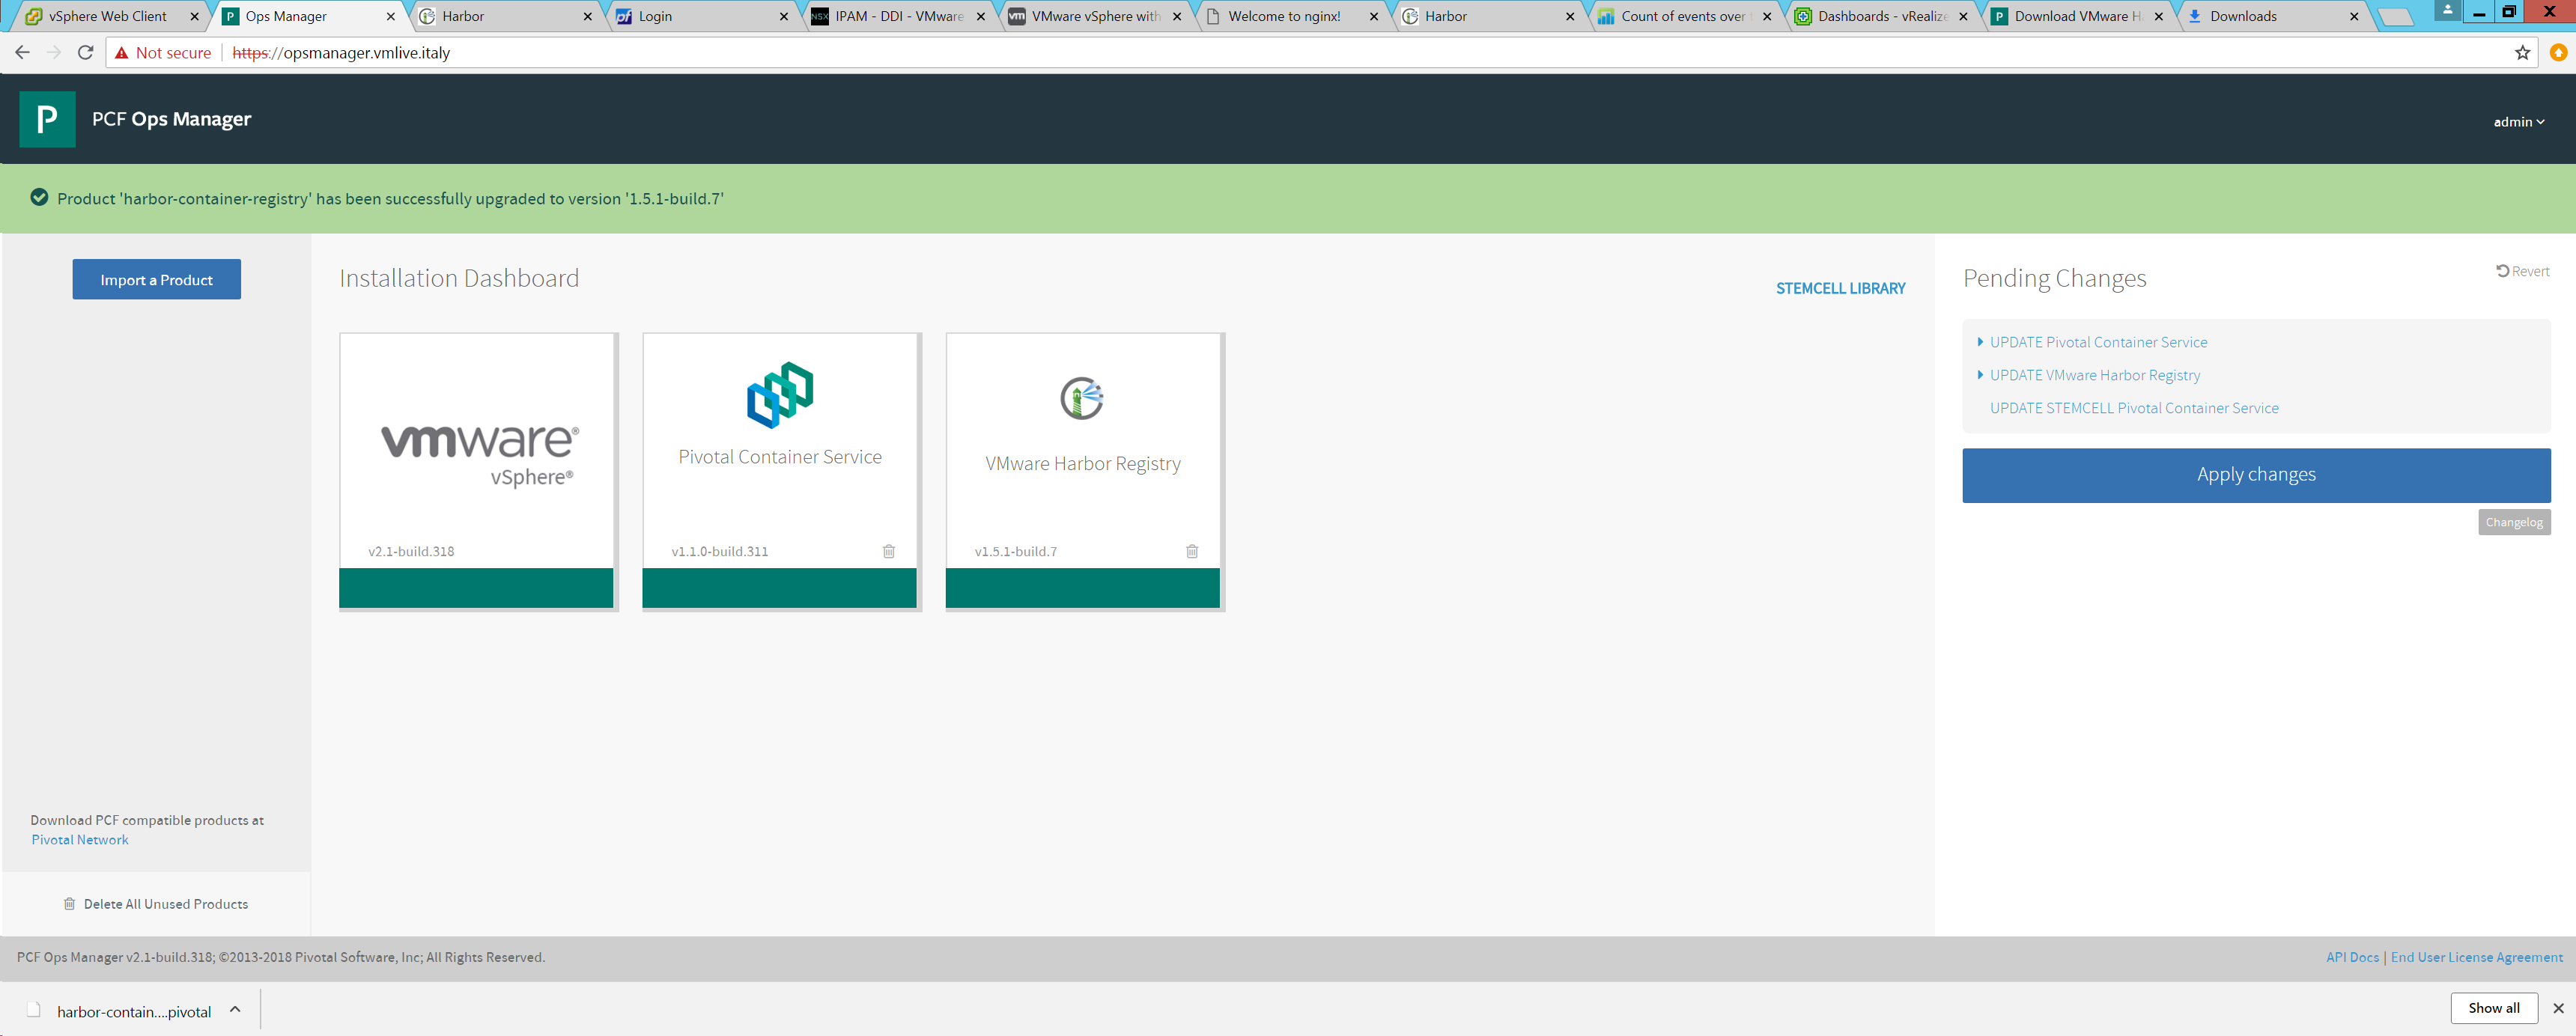 vSphere Web Client
Ops Manager
Harbor
pf Login
NSX IPAM - DDI - VMware
vm VMware vSphere with
Welcome to nginx!
Harbor
Count of events over
Dashboards - vRealize
Download VMware H
Downloads
Not secure https://opsmanager.vmlive.italy
P PCF Ops Manager
admin
Product 'harbor-container-registry' has been successfully upgraded to version '1.5.1-build.7'
Import a Product
Installation Dashboard
STEMCELL LIBRARY
vmware®
vSphere®
v2.1-build.318
Pivotal Container Service
v1.1.0-build.311
VMware Harbor Registry
v1.5.1-build.7
Pending Changes
Revert
UPDATE Pivotal Container Service
UPDATE VMware Harbor Registry
UPDATE STEMCELL Pivotal Container Service
Apply changes
Changelog
Download PCF compatible products at
Pivotal Network
Delete All Unused Products
PCF Ops Manager v2.1-build.318; ©2013-2018 Pivotal Software, Inc; All Rights Reserved.
API Docs | End User License Agreement
harbor-contain....pivotal
Show all